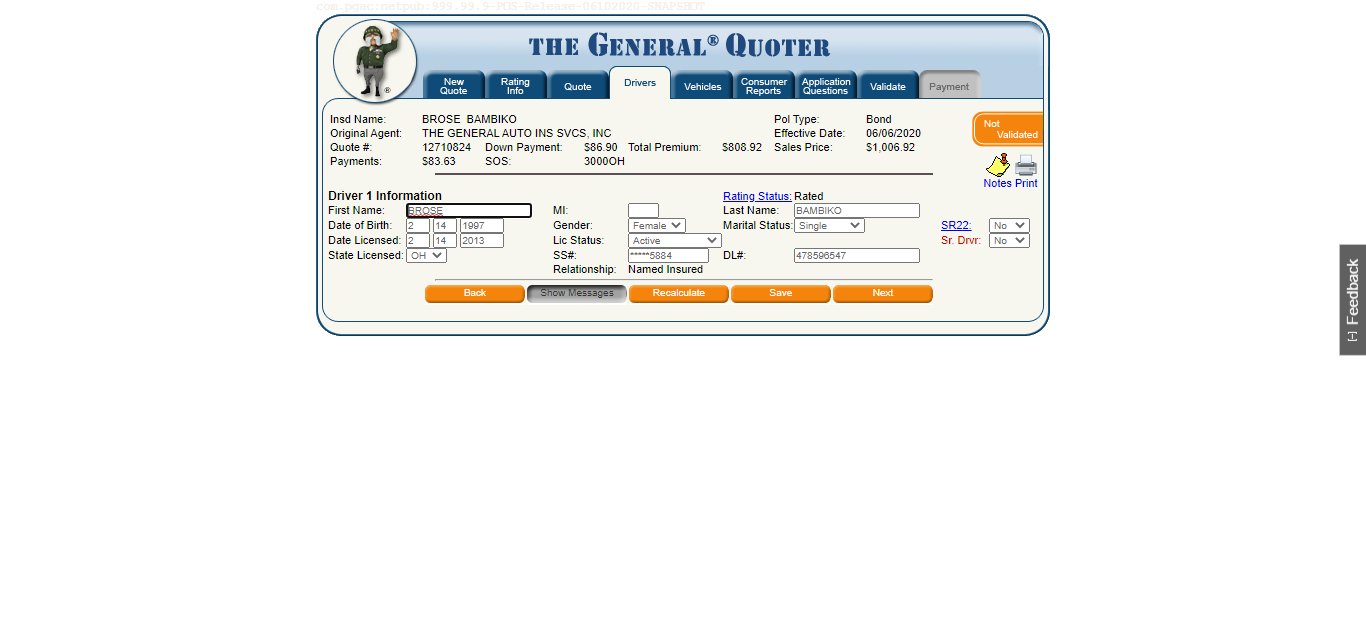 com.pgac:netpub:999.99.9-POS-Release-06102020-SNAPSHOT
THE GENERAL® QUOTER
New Quote
Rating Info
Quote
Drivers
Vehicles
Consumer Reports
Application Questions
Validate
Payment
®
Insd Name: BROSE BAMBIKO Pol Type: Bond
Original Agent: THE GENERAL AUTO INS SVCS, INC Effective Date: 06/06/2020
Quote #: 12710824 Down Payment: $86.90 Total Premium: $808.92 Sales Price: $1,006.92
Payments: $83.63 SOS: 3000OH
Not Validated
Notes Print
Driver 1 Information Rating Status: Rated
First Name: BROSE MI: Last Name: BAMBIKO
Date of Birth: 2 14 1997 Gender: Female Marital Status: Single SR22: No
Date Licensed: 2 14 2013 Lic Status: Active Sr. Drvr: No
State Licensed: OH SS#: *****5884 DL#: 478596547
Relationship: Named Insured
Back Show Messages Recalculate Save Next
[-] Feedback